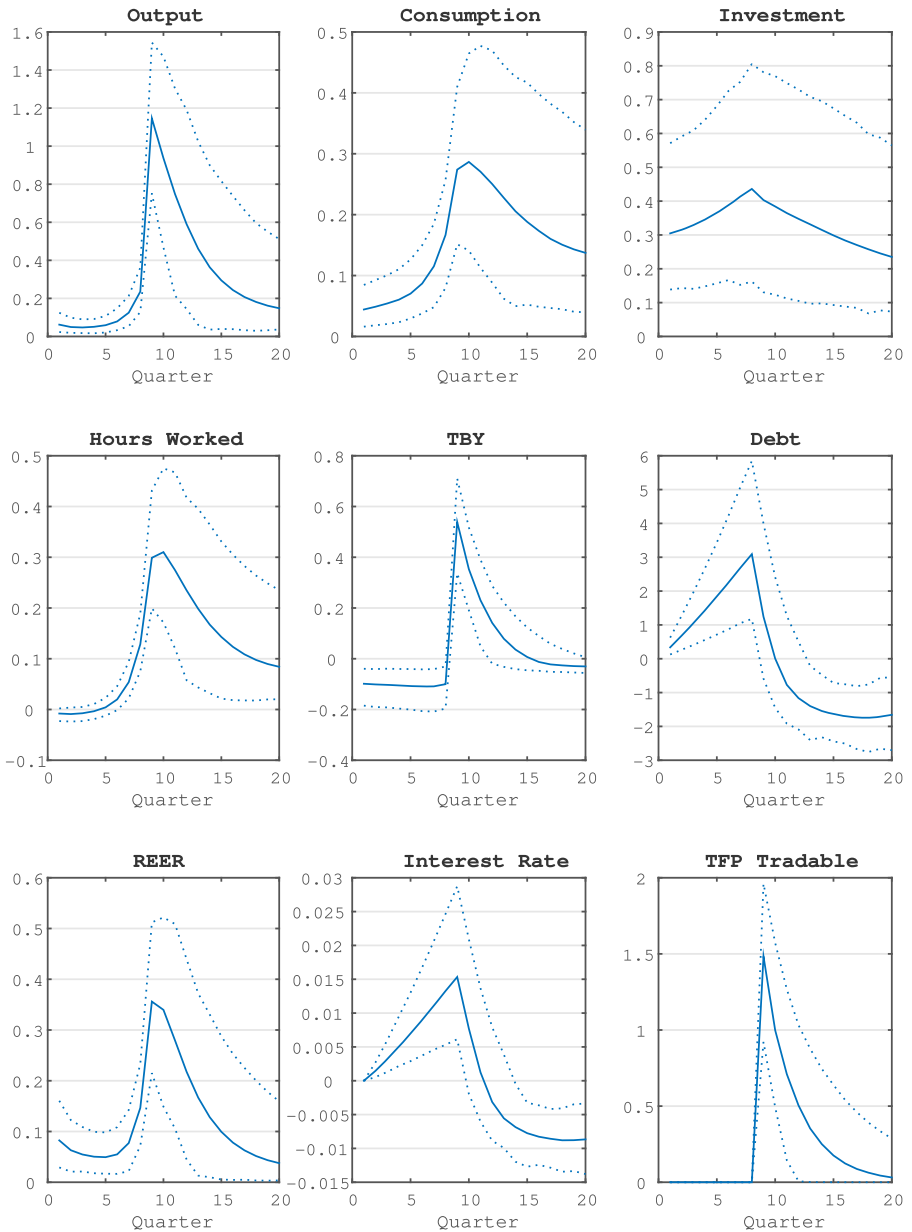 Output
1.6
1.4
1.2
1
0.8
0.6
0.4
0.2
0
0 5 10 15 20
Quarter
Consumption
0.5
0.4
0.3
0.2
0.1
0
0 5 10 15 20
Quarter
Investment
0.9
0.8
0.7
0.6
0.5
0.4
0.3
0.2
0.1
0
0 5 10 15 20
Quarter
Hours Worked
0.5
0.4
0.3
0.2
0.1
0
-0.1
0 5 10 15 20
Quarter
TBY
0.8
0.6
0.4
0.2
0
-0.2
-0.4
0 5 10 15 20
Quarter
Debt
6
5
4
3
2
1
0
-1
-2
-3
0 5 10 15 20
Quarter
REER
0.6
0.5
0.4
0.3
0.2
0.1
0
0 5 10 15 20
Quarter
Interest Rate
0.03
0.025
0.02
0.015
0.01
0.005
0
-0.005
-0.01
-0.015
0 5 10 15 20
Quarter
TFP Tradable
2
1.5
1
0.5
0
0 5 10 15 20
Quarter